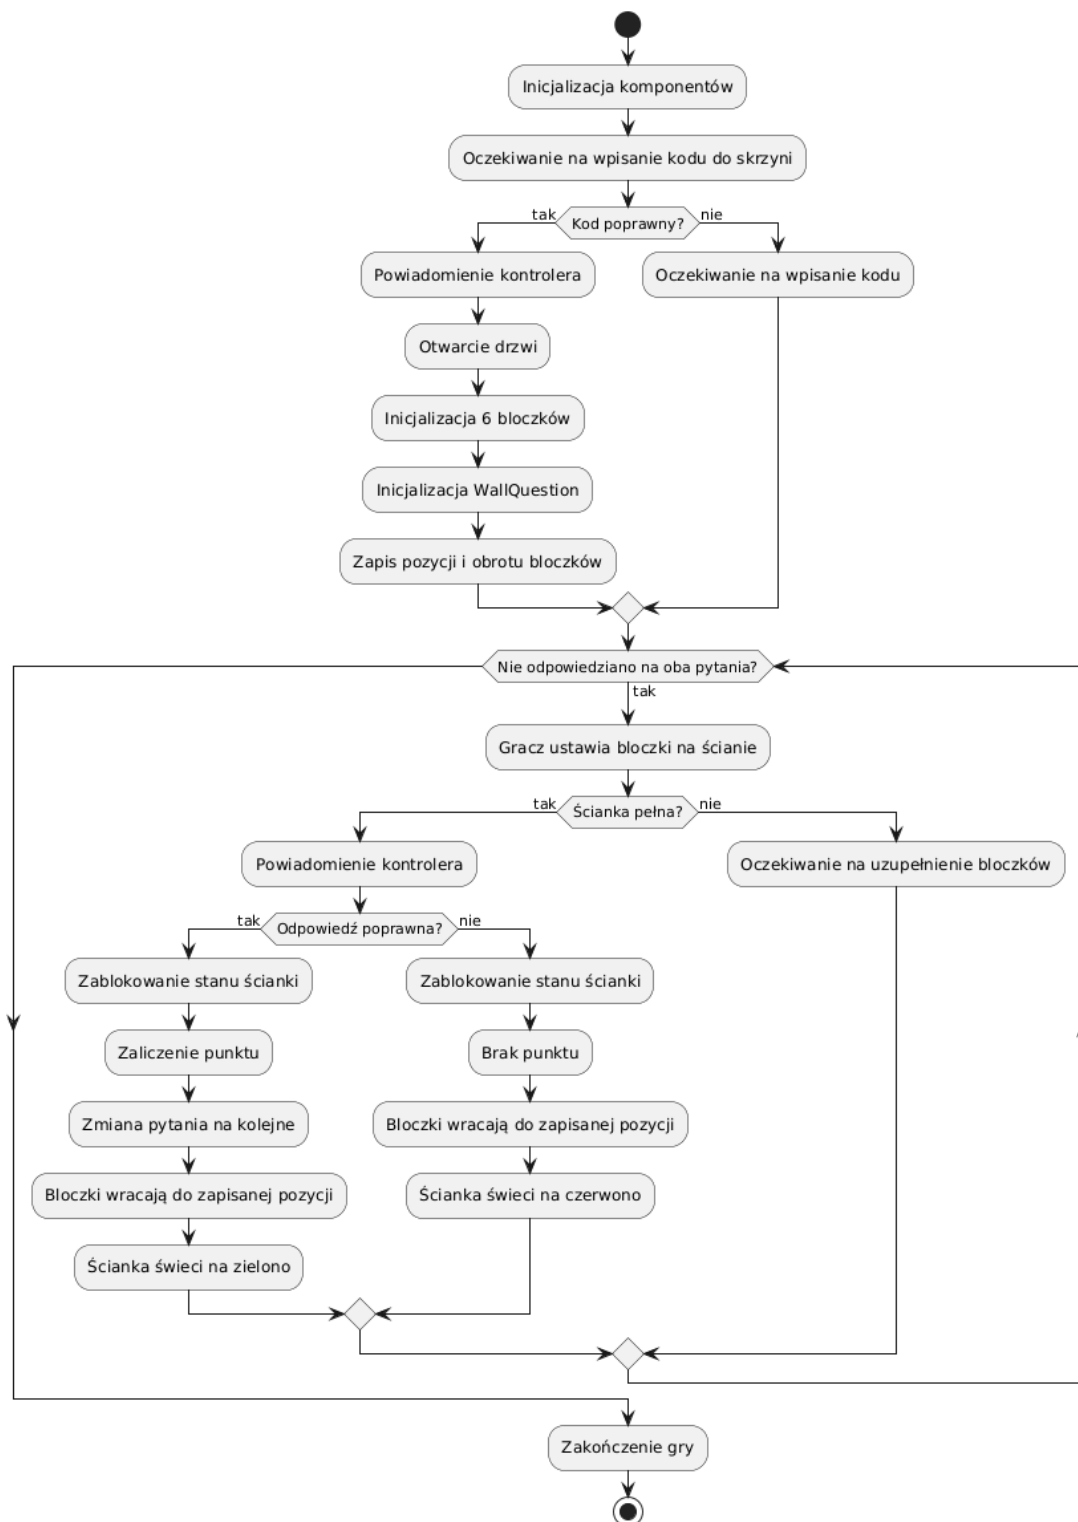 Inicjalizacja komponentów
Oczekiwanie na wpisanie kodu do skrzyni
tak
Kod poprawny?
nie
Powiadomienie kontrolera
Oczekiwanie na wpisanie kodu
Otwarcie drzwi
Inicjalizacja 6 bloczków
Inicjalizacja WallQuestion
Zapis pozycji i obrotu bloczków
Nie odpowiedziano na oba pytania?
tak
Gracz ustawia bloczki na ścianie
tak
Ścianka pełna?
nie
Powiadomienie kontrolera
Oczekiwanie na uzupełnienie bloczków
tak
Odpowiedź poprawna?
nie
Zablokowanie stanu ścianki
Zablokowanie stanu ścianki
Zaliczenie punktu
Brak punktu
Zmiana pytania na kolejne
Bloczki wracają do zapisanej pozycji
Bloczki wracają do zapisanej pozycji
Ścianka świeci na czerwono
Ścianka świeci na zielono
Zakończenie gry